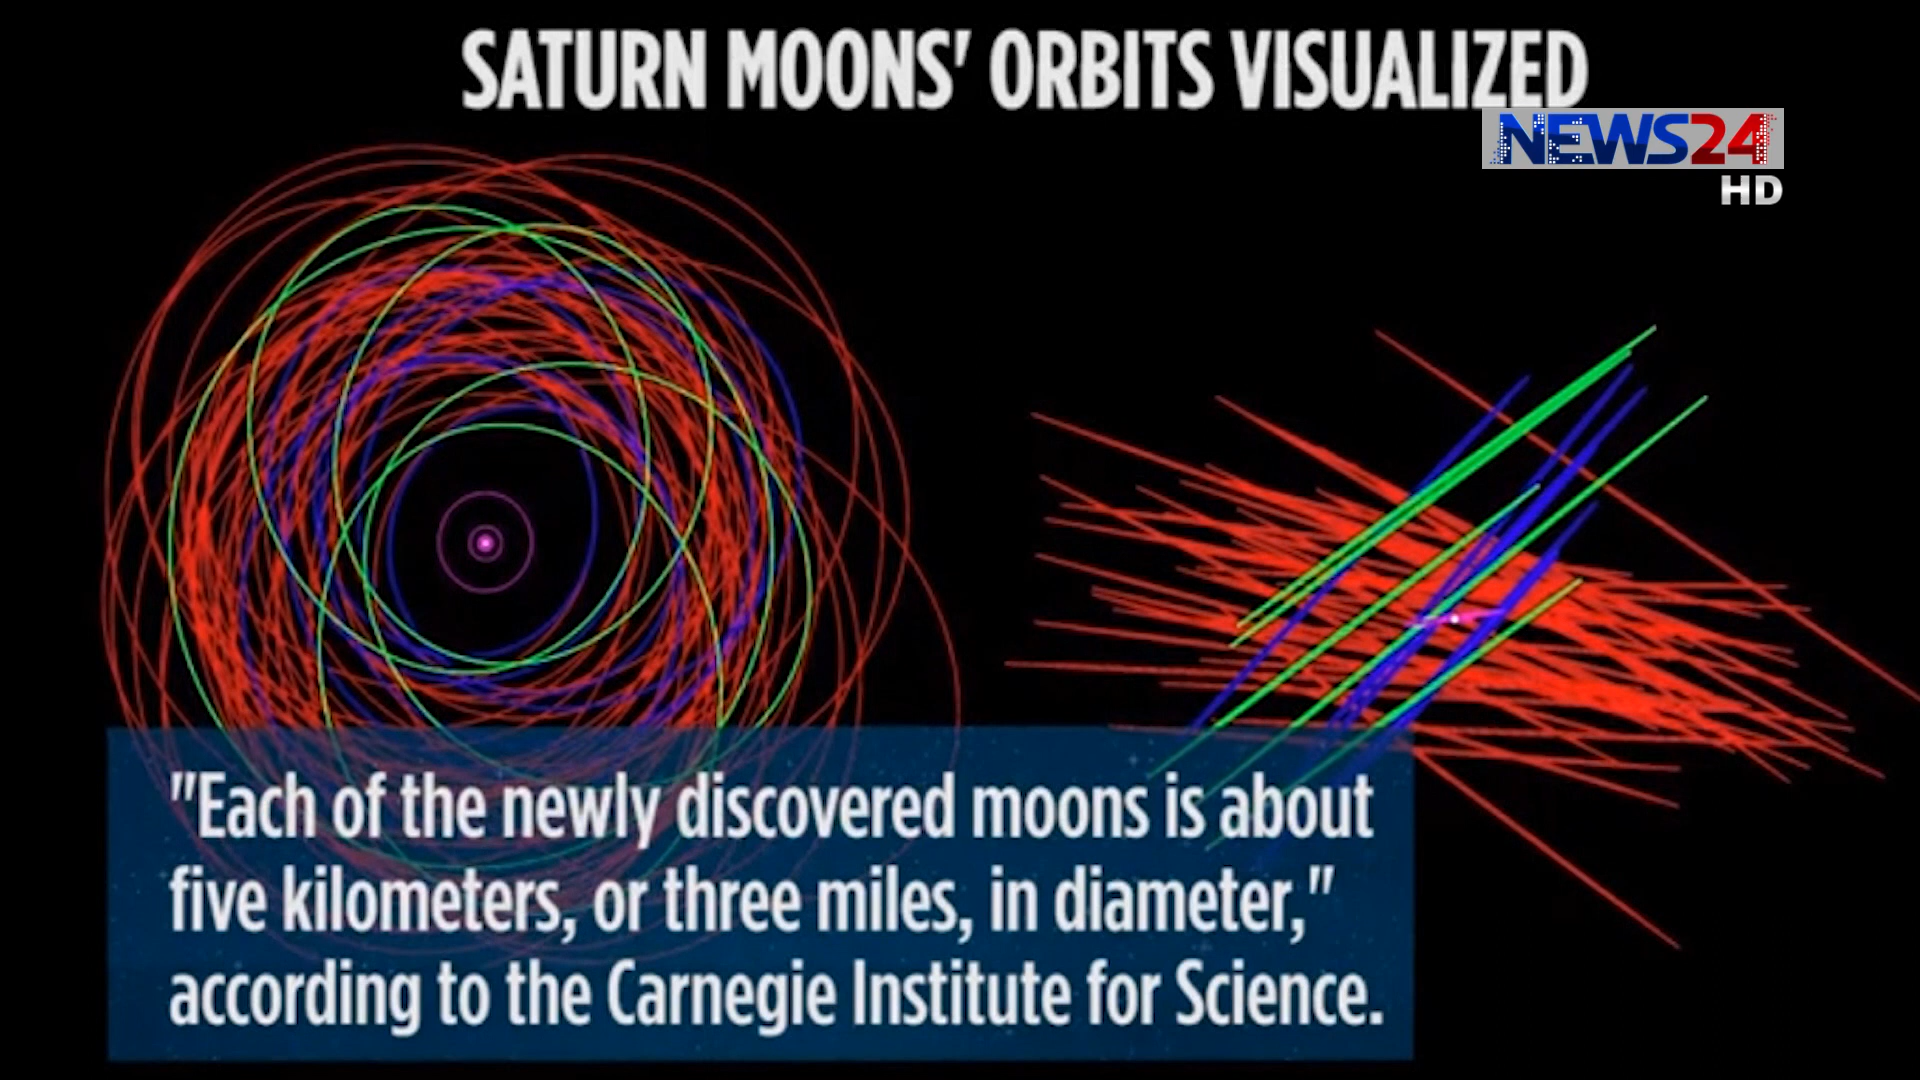 SATURN MOONS' ORBITS VISUALIZED
NEWS24
HD
"Each of the newly discovered moons is about
five kilometers, or three miles, in diameter,"
according to the Carnegie Institute for Science.